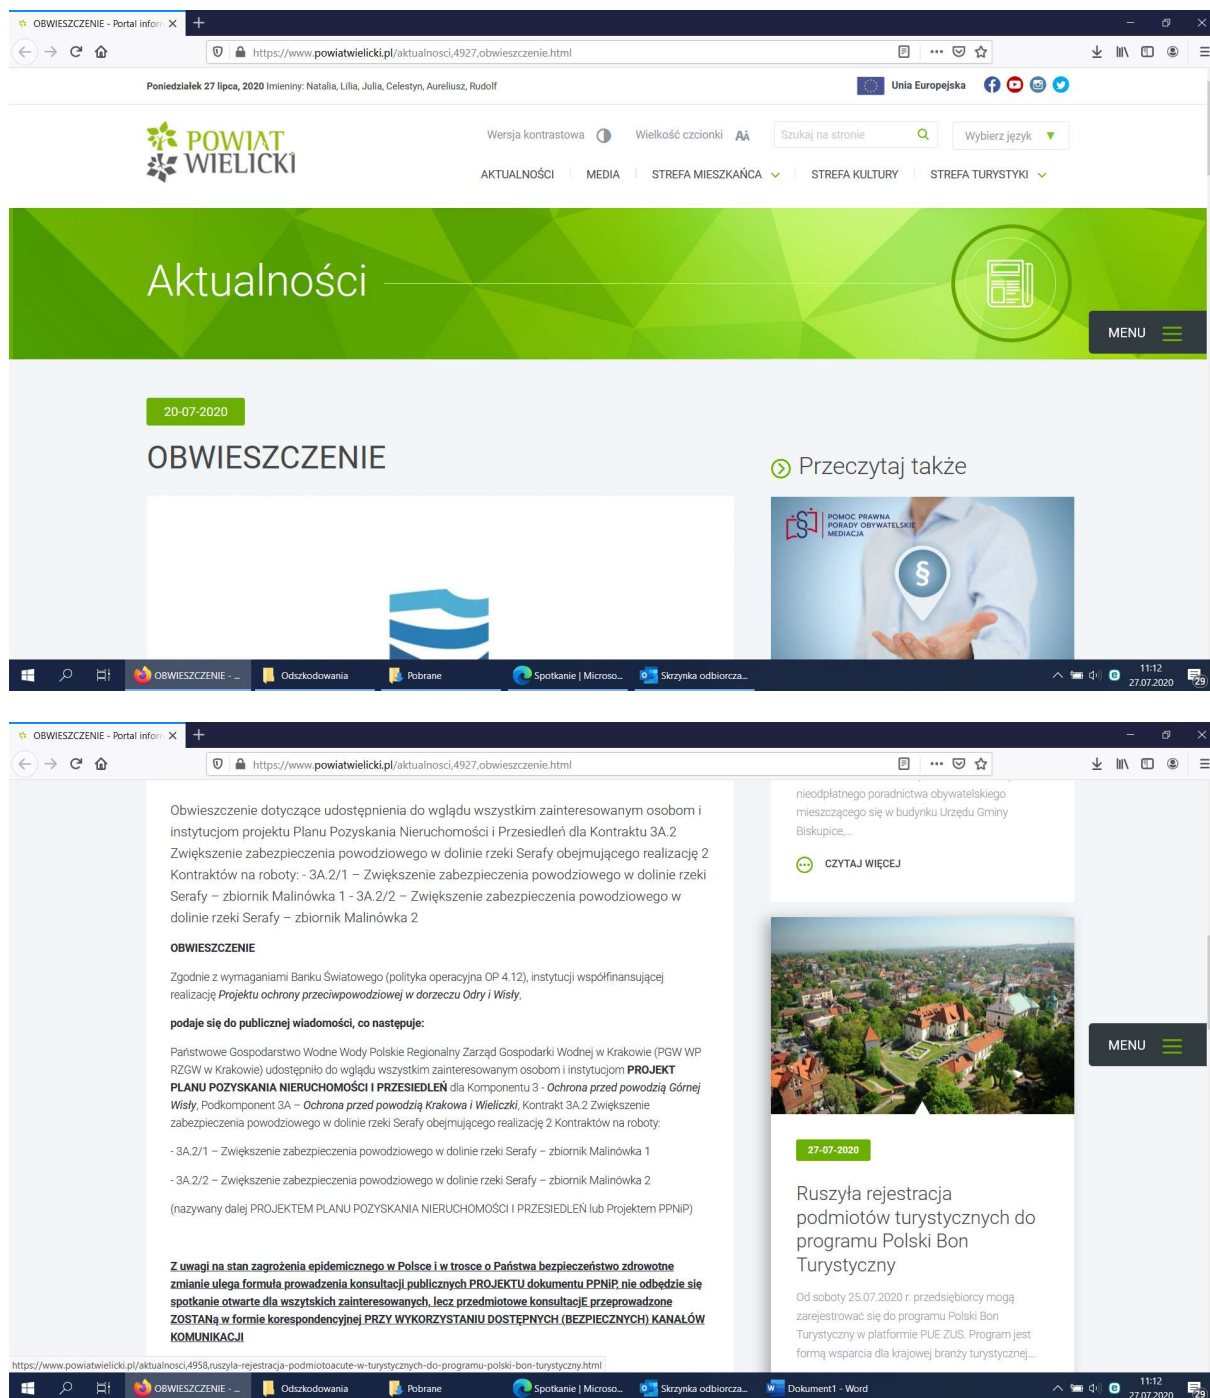 OBWIESZCZENIE - Portal inform
https://www.powiatwielicki.pl/aktualnosci,4927,obwieszczenie.html
Poniedziałek 27 lipca, 2020 Imieniny: Natalia, Lilia, Julia, Celestyn, Aureliusz, Rudolf
Unia Europejska
POWIAT
WIELICKI
Wersja kontrastowa
Wielkość czcionki
Szukaj na stronie
Wybierz język
AKTUALNOŚCI
MEDIA
STREFA MIESZKAŃCA
STREFA KULTURY
STREFA TURYSTYKI
Aktualności
MENU
20-07-2020
OBWIESZCZENIE
Przeczytaj także
POMOC PRAWNA
PORADY OBYWATELSKIE
MEDIACJA
§
OBWIESZCZENIE - ...
Odszkodowania
Pobrane
Spotkanie | Microso...
Skrzynka odbiorcza...
11:12
27.07.2020
29
OBWIESZCZENIE - Portal inform
https://www.powiatwielicki.pl/aktualnosci,4927,obwieszczenie.html
Obwieszczenie dotyczące udostępnienia do wglądu wszystkim zainteresowanym osobom i
instytucjom projektu Planu Pozyskania Nieruchomości i Przesiedleń dla Kontraktu 3A.2
Zwiększenie zabezpieczenia powodziowego w dolinie rzeki Serafy obejmującego realizację 2
Kontraktów na roboty: - 3A.2/1 – Zwiększenie zabezpieczenia powodziowego w dolinie rzeki
Serafy – zbiornik Malinówka 1 - 3A.2/2 – Zwiększenie zabezpieczenia powodziowego w
dolinie rzeki Serafy – zbiornik Malinówka 2
OBWIESZCZENIE
Zgodnie z wymaganiami Banku Światowego (polityka operacyjna OP 4.12), instytucji współfinansującej
realizację Projektu ochrony przeciwpowodziowej w dorzeczu Odry i Wisły,
podaje się do publicznej wiadomości, co następuje:
Państwowe Gospodarstwo Wodne Wody Polskie Regionalny Zarząd Gospodarki Wodnej w Krakowie (PGW WP
RZGW w Krakowie) udostępniło do wglądu wszystkim zainteresowanym osobom i instytucjom PROJEKT
PLANU POZYSKANIA NIERUCHOMOŚCI I PRZESIEDLEŃ dla Komponentu 3 - Ochrona przed powodzią Górnej
Wisły, Podkomponent 3A – Ochrona przed powodzią Krakowa i Wieliczki, Kontrakt 3A.2 Zwiększenie
zabezpieczenia powodziowego w dolinie rzeki Serafy obejmującego realizację 2 Kontraktów na roboty:
- 3A.2/1 – Zwiększenie zabezpieczenia powodziowego w dolinie rzeki Serafy – zbiornik Malinówka 1
- 3A.2/2 – Zwiększenie zabezpieczenia powodziowego w dolinie rzeki Serafy – zbiornik Malinówka 2
(nazywany dalej PROJEKTEM PLANU POZYSKANIA NIERUCHOMOŚCI I PRZESIEDLEŃ lub Projektem PPNiP)
Z uwagi na stan zagrożenia epidemicznego w Polsce i w trosce o Państwa bezpieczeństwo zdrowotne
zmianie ulega formuła prowadzenia konsultacji publicznych PROJEKTU dokumentu PPNiP, nie odbędzie się
spotkanie otwarte dla wszytskich zainteresowanych, lecz przedmiotowe konsultacjE przeprowadzone
ZOSTANą w formie korespondencyjnej PRZY WYKORZYSTANIU DOSTĘPNYCH (BEZPIECZNYCH) KANAŁÓW
KOMUNIKACJI
nieodpłatnego poradnictwa obywatelskiego
mieszczącego się w budynku Urzędu Gminy
Biskupice,...
CZYTAJ WIĘCEJ
MENU
27-07-2020
Ruszyła rejestracja
podmiotów turystycznych do
programu Polski Bon
Turystyczny
Od soboty 25.07.2020 r. przedsiębiorcy mogą
zarejestrować się do programu Polski Bon
Turystyczny w platformie PUE ZUS. Program jest
formą wsparcia dla krajowej branży turystycznej...
https://www.powiatwielicki.pl/aktualnosci,4958,ruszyla-rejestracja-podmiotoacute-w-turystycznych-do-programu-polski-bon-turystyczny.html
OBWIESZCZENIE - ...
Odszkodowania
Pobrane
Spotkanie | Microso...
Skrzynka odbiorcza...
Dokument1 - Word
11:12
27.07.2020
29